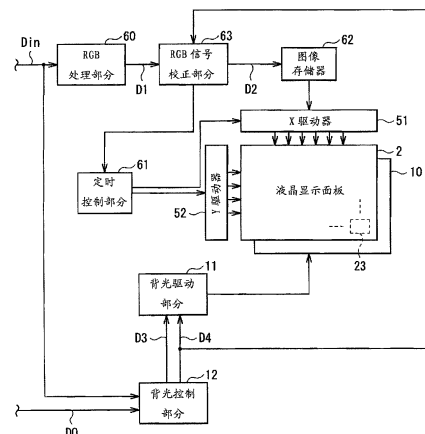 Din
60
RGB
处理部分
D1
63
RGB 信号
校正部分
D2
62
图像
存储器
X 驱动器
51
61
定时
控制部分
Y 驱动器
52
2
10
液晶显示面板
23
11
背光驱动
部分
D3
D4
12
背光控制
部分
D0